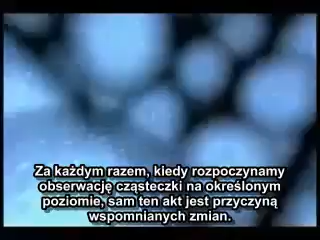 Za każdym razem, kiedy rozpoczynamy
obserwację cząsteczki na określonym
poziomie, sam ten akt jest przyczyną
wspomnianych zmian.